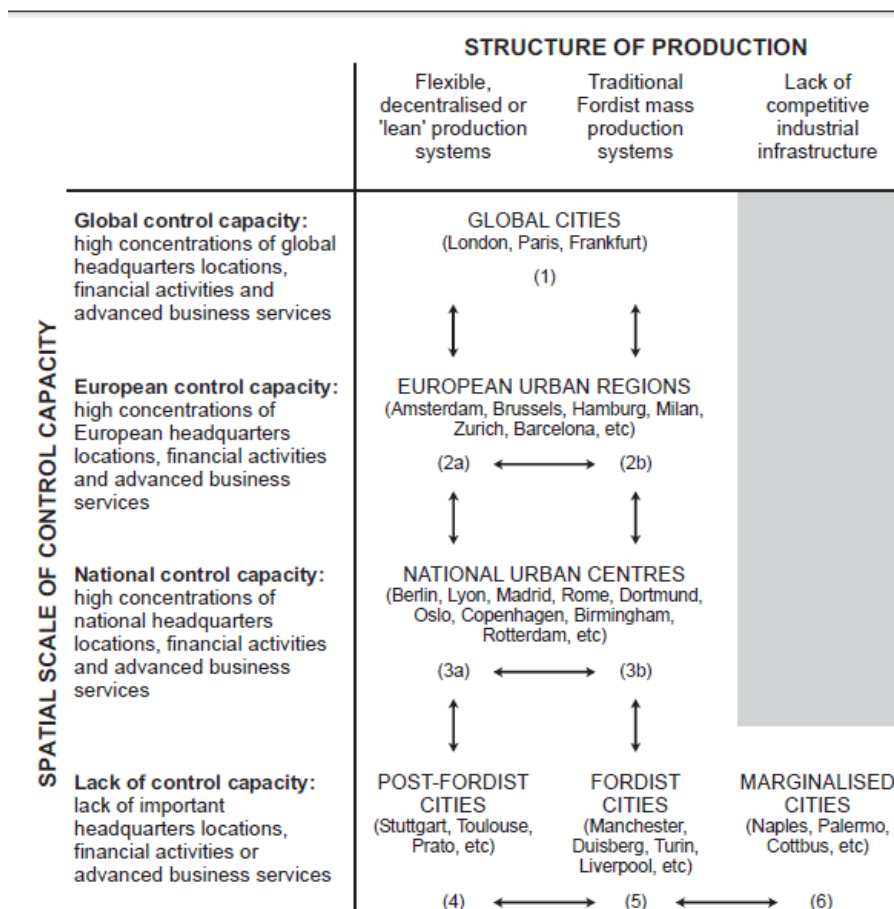 STRUCTURE OF PRODUCTION
Flexible,
decentralised or
'lean' production
systems
Traditional
Fordist mass
production
systems
Lack of
competitive
industrial
infrastructure
SPATIAL SCALE OF CONTROL CAPACITY
Global control capacity:
high concentrations of global
headquarters locations,
financial activities and
advanced business services
GLOBAL CITIES
(London, Paris, Frankfurt)
(1)
European control capacity:
high concentrations of
European headquarters
locations, financial activities
and advanced business
services
EUROPEAN URBAN REGIONS
(Amsterdam, Brussels, Hamburg, Milan,
Zurich, Barcelona, etc)
(2a)
(2b)
National control capacity:
high concentrations of
national headquarters
locations, financial activities
and advanced business
services
NATIONAL URBAN CENTRES
(Berlin, Lyon, Madrid, Rome, Dortmund,
Oslo, Copenhagen, Birmingham,
Rotterdam, etc)
(3a)
(3b)
Lack of control capacity:
lack of important
headquarters locations,
financial activities or
advanced business services
POST-FORDIST
CITIES
(Stuttgart, Toulouse,
Prato, etc)
(4)
FORDIST
CITIES
(Manchester,
Duisberg, Turin,
Liverpool, etc)
(5)
MARGINALISED
CITIES
(Naples, Palermo,
Cottbus, etc)
(6)